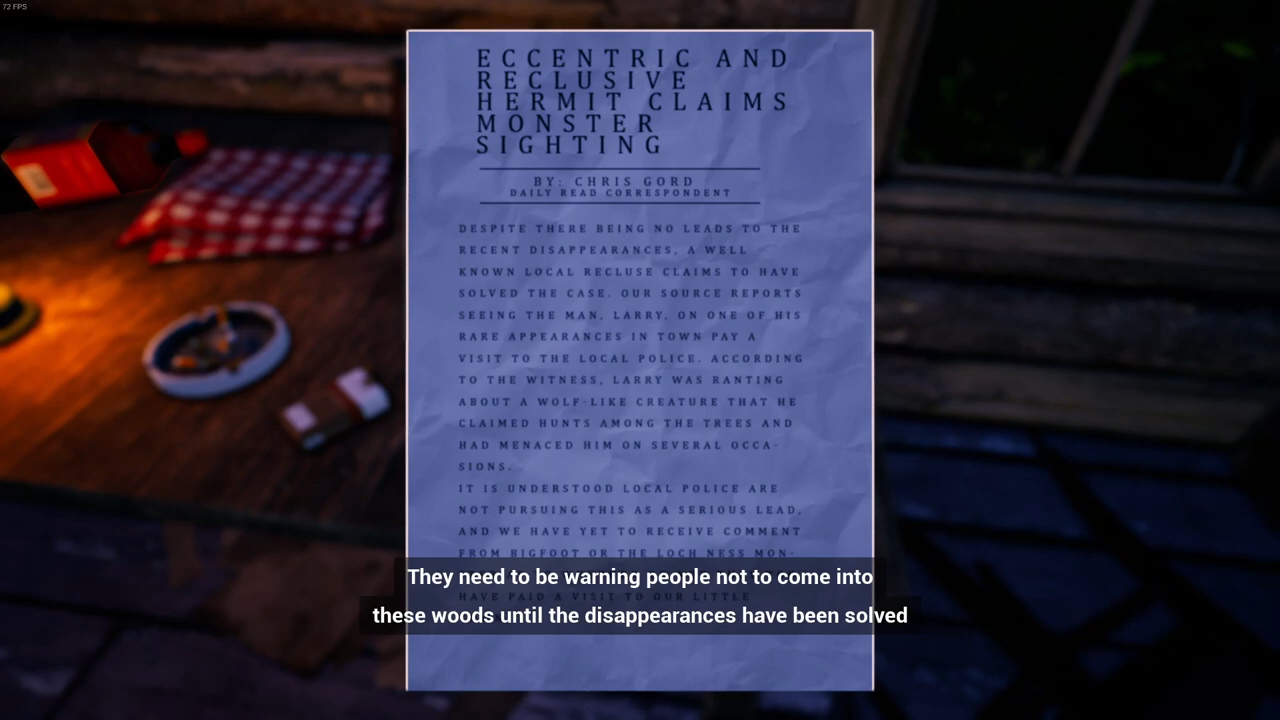 72 FPS
ECCENTRIC AND
RECLUSIVE
HERMIT CLAIMS
MONSTER
SIGHTING
BY: CHRIS GORD
DAILY READ CORRESPONDENT
DESPITE THERE BEING NO LEADS TO THE
RECENT DISAPPEARANCES, A WELL
KNOWN LOCAL RECLUSE CLAIMS TO HAVE
SOLVED THE CASE. OUR SOURCE REPORTS
SEEING THE MAN, LARRY, ON ONE OF HIS
RARE APPEARANCES IN TOWN PAY A
VISIT TO THE LOCAL POLICE. ACCORDING
TO THE WITNESS, LARRY WAS RANTING
ABOUT A WOLF-LIKE CREATURE THAT HE
CLAIMED HUNTS AMONG THE TREES AND
HAD MENACED HIM ON SEVERAL OCCA-
SIONS.
IT IS UNDERSTOOD LOCAL POLICE ARE
NOT PURSUING THIS AS A SERIOUS LEAD,
AND WE HAVE YET TO RECEIVE COMMENT
FROM BIGFOOT OR THE LOCH NESS MON-
HAVE PAID A VISIT TO OUR LITTLE
They need to be warning people not to come into
these woods until the disappearances have been solved